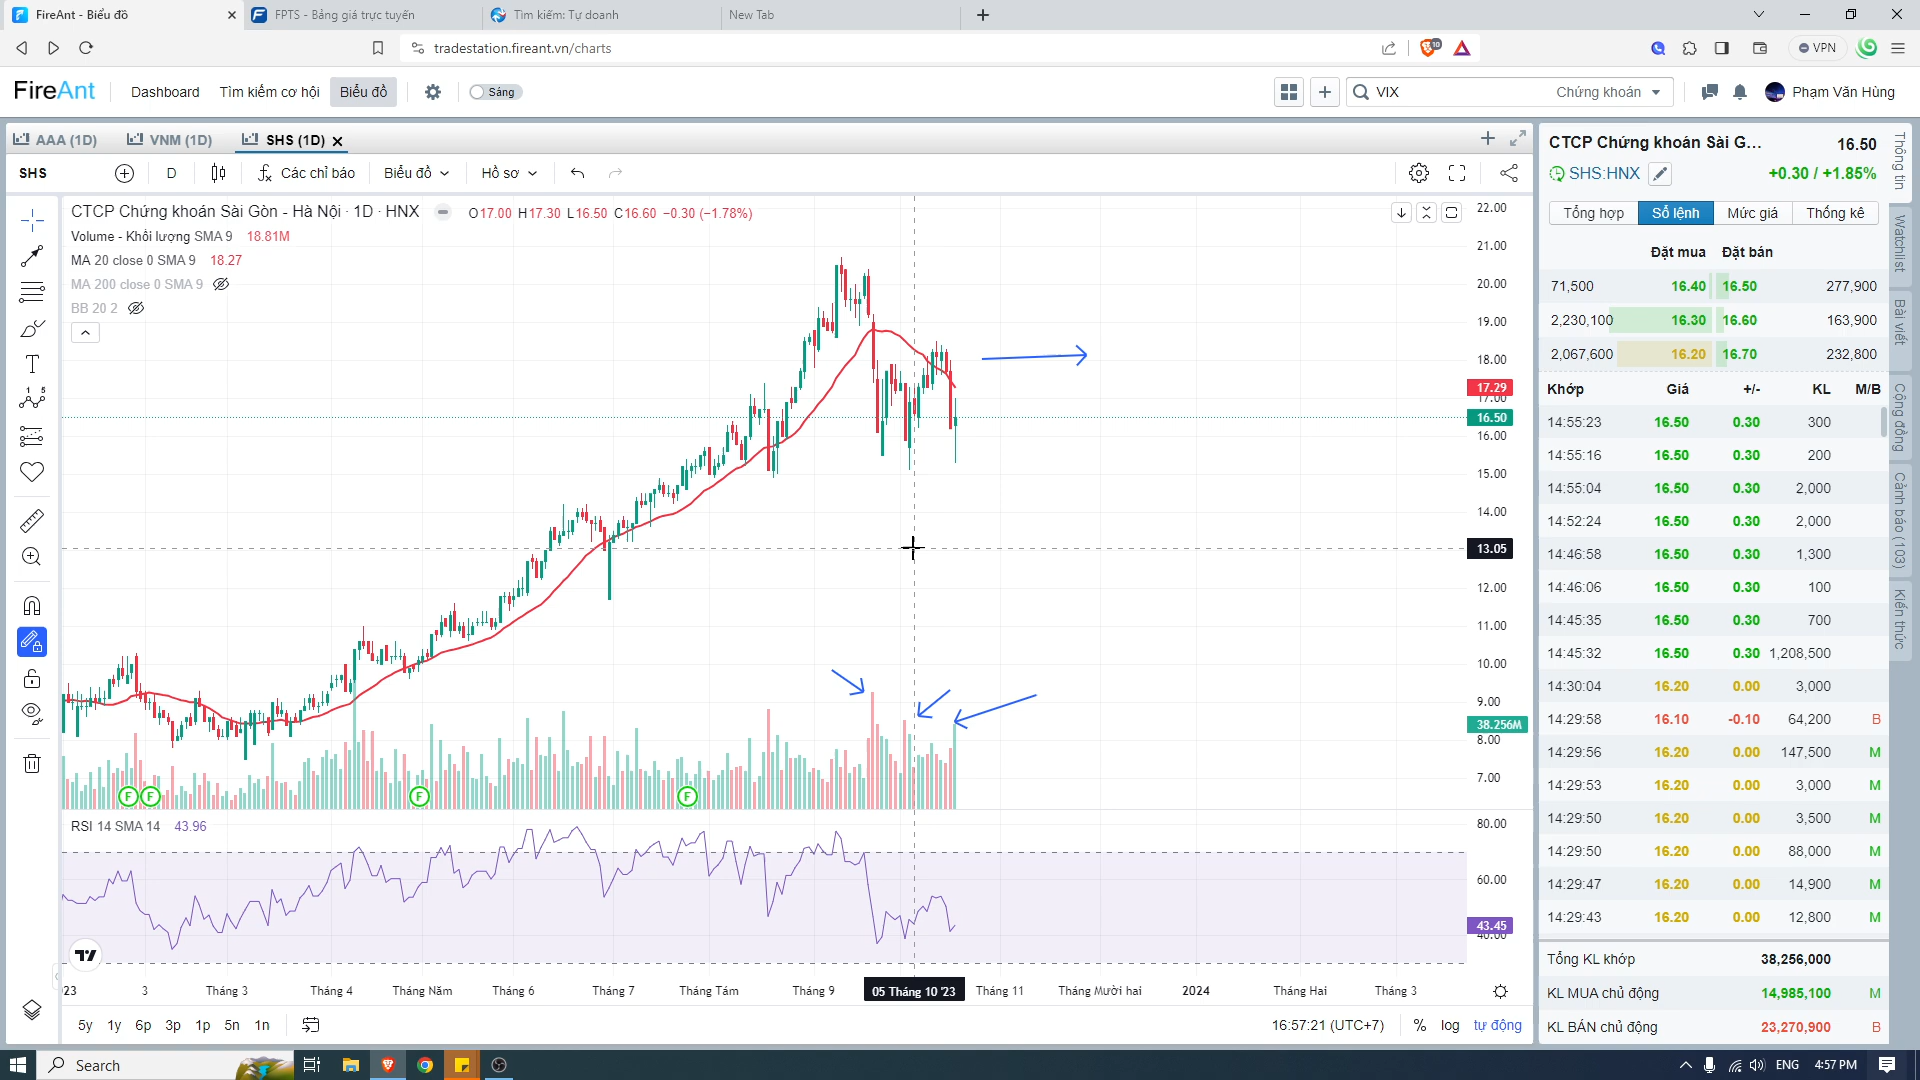 FireAnt - Biểu đồ
FPTS - Bảng giá trực tuyến
Tìm kiếm: Tự doanh
New Tab
tradestation.fireant.vn/charts
10
VPN
FireAnt
Dashboard
Tìm kiếm cơ hội
Biểu đồ
Sáng
VIX
Chứng khoán
Phạm Văn Hùng
AAA (1D)
VNM (1D)
SHS (1D)
SHS
D
Các chỉ báo
Biểu đồ
Hồ sơ
CTCP Chứng khoán Sài Gòn - Hà Nội · 1D · HNX
O17.00 H17.30 L16.50 C16.60 −0.30 (−1.78%)
Volume - Khối lượng SMA 9 18.81M
MA 20 close 0 SMA 9 18.27
MA 200 close 0 SMA 9
BB 20 2
22.00
21.00
20.00
19.00
18.00
17.29
17.00
16.50
16.00
15.00
14.00
13.05
12.00
11.00
10.00
9.00
38.256M
8.00
7.00
F
F
F
F
RSI 14 SMA 14 43.96
80.00
60.00
43.45
40.00
23
3
Tháng 3
Tháng 4
Tháng Năm
Tháng 6
Tháng 7
Tháng Tám
Tháng 9
05 Tháng 10 '23
Tháng 11
Tháng Mười hai
2024
Tháng Hai
Tháng 3
5y 1y 6p 3p 1p 5n 1n
16:57:21 (UTC+7)
% log tự động
CTCP Chứng khoán Sài G... 16.50
SHS:HNX +0.30 / +1.85%
Tổng hợp Sổ lệnh Mức giá Thống kê
Đặt mua Đặt bán
71,500 16.40 16.50 277,900
2,230,100 16.30 16.60 163,900
2,067,600 16.20 16.70 232,800
Khớp Giá +/- KL M/B
14:55:23 16.50 0.30 300
14:55:16 16.50 0.30 200
14:55:04 16.50 0.30 2,000
14:52:24 16.50 0.30 2,000
14:46:58 16.50 0.30 1,300
14:46:06 16.50 0.30 100
14:45:35 16.50 0.30 700
14:45:32 16.50 0.30 1,208,500
14:30:04 16.20 0.00 3,000
14:29:58 16.10 -0.10 64,200 B
14:29:56 16.20 0.00 147,500 M
14:29:53 16.20 0.00 3,000 M
14:29:50 16.20 0.00 3,500 M
14:29:50 16.20 0.00 88,000 M
14:29:47 16.20 0.00 14,900 M
14:29:43 16.20 0.00 12,800 M
Tổng KL khớp 38,256,000
KL MUA chủ động 14,985,100 M
KL BÁN chủ động 23,270,900 B
Thông tin
Watchlist
Bài viết
Cộng đồng
Cảnh báo (103)
Kiến thức
Search
ENG
4:57 PM